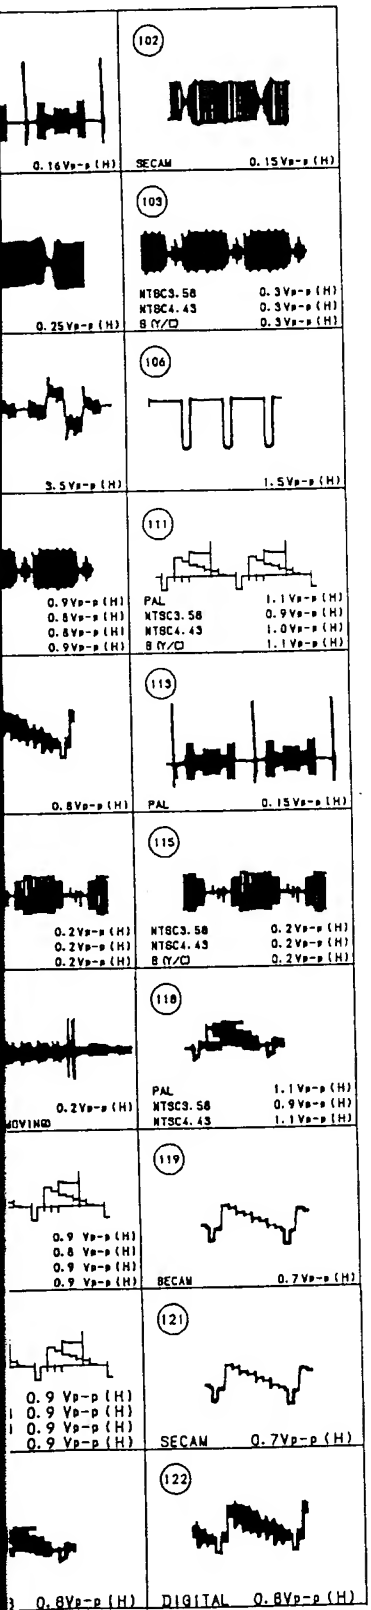 102
0.16Vp-p (H)
SECAM 0.15Vp-p (H)
103
0.25Vp-p (H)
NTSC3.58 0.3Vp-p (H)
NTSC4.43 0.3Vp-p (H)
B (Y/C) 0.3Vp-p (H)
106
3.5Vp-p (H)
1.5Vp-p (H)
111
0.9Vp-p (H)
0.8Vp-p (H)
0.8Vp-p (H)
0.9Vp-p (H)
PAL 1.1Vp-p (H)
NTSC3.58 0.9Vp-p (H)
NTSC4.43 1.0Vp-p (H)
B (Y/C) 1.1Vp-p (H)
113
0.8Vp-p (H)
PAL 0.15Vp-p (H)
115
0.2Vp-p (H)
0.2Vp-p (H)
0.2Vp-p (H)
NTSC3.58 0.2Vp-p (H)
NTSC4.43 0.2Vp-p (H)
B (Y/C) 0.2Vp-p (H)
118
0.2Vp-p (H)
PAL 1.1Vp-p (H)
NTSC3.58 0.9Vp-p (H)
NTSC4.43 1.1Vp-p (H)
119
0.9 Vp-p (H)
0.8 Vp-p (H)
0.9 Vp-p (H)
0.9 Vp-p (H)
SECAM 0.7Vp-p (H)
121
0.9 Vp-p (H)
0.9 Vp-p (H)
0.9 Vp-p (H)
0.9 Vp-p (H)
SECAM 0.7Vp-p (H)
122
0.8Vp-p (H)
DIGITAL 0.8Vp-p (H)